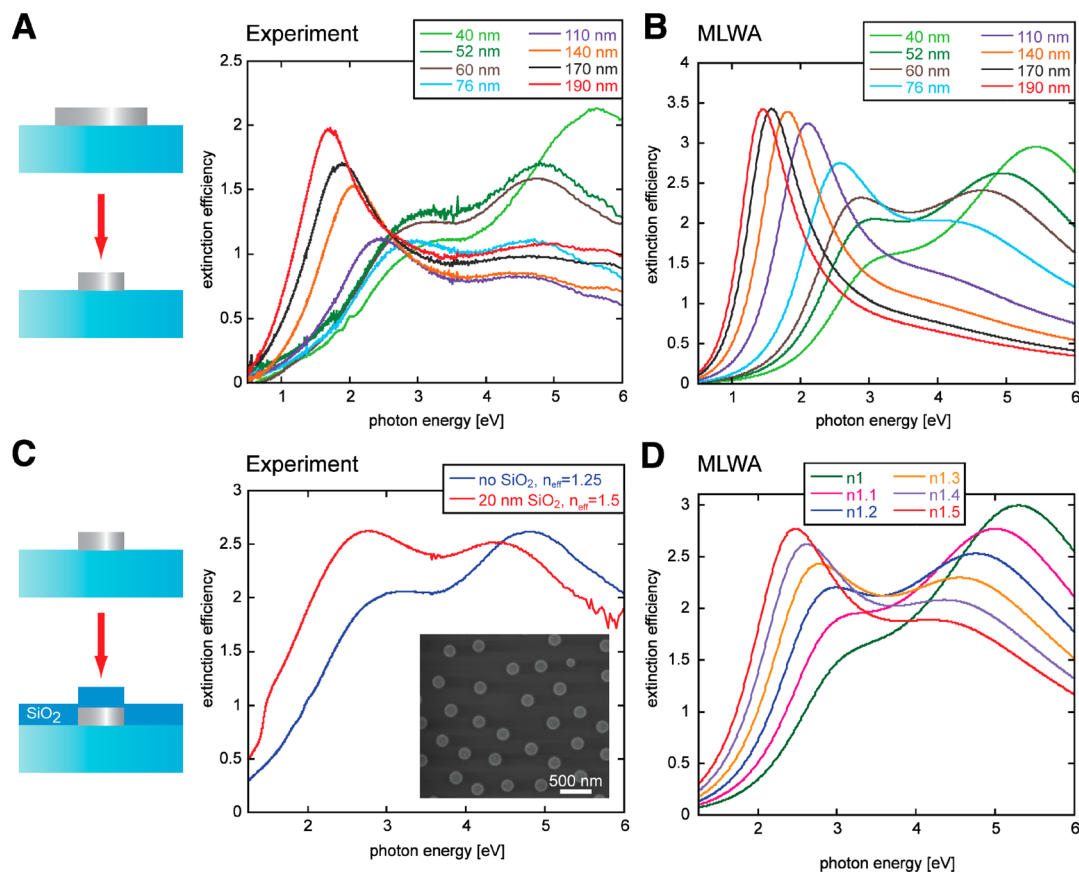 A
Experiment
40 nm
52 nm
60 nm
76 nm
110 nm
140 nm
170 nm
190 nm
2.5
2
1.5
1
0.5
0
1
2
3
4
5
6
extinction efficiency
photon energy [eV]
B
MLWA
40 nm
52 nm
60 nm
76 nm
110 nm
140 nm
170 nm
190 nm
4
3.5
3
2.5
2
1.5
1
0.5
0
1
2
3
4
5
6
extinction efficiency
photon energy [eV]
C
SiO2
Experiment
no SiO2, neff=1.25
20 nm SiO2, neff=1.5
3
2.5
2
1.5
1
0.5
0
2
3
4
5
6
extinction efficiency
photon energy [eV]
500 nm
D
MLWA
n1
n1.1
n1.2
n1.3
n1.4
n1.5
3
2.5
2
1.5
1
0.5
0
2
3
4
5
6
extinction efficiency
photon energy [eV]